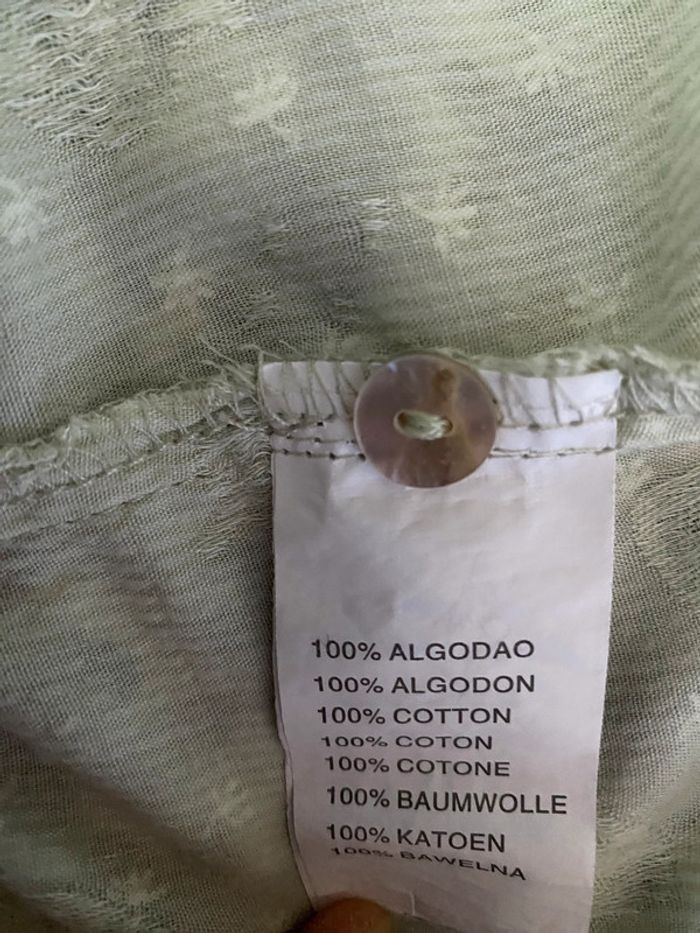 100% ALGODAO
100% ALGODON
100% COTTON
100% COTON
100% COTONE
100% BAUMWOLLE
100% KATOEN
100% BAWELNA